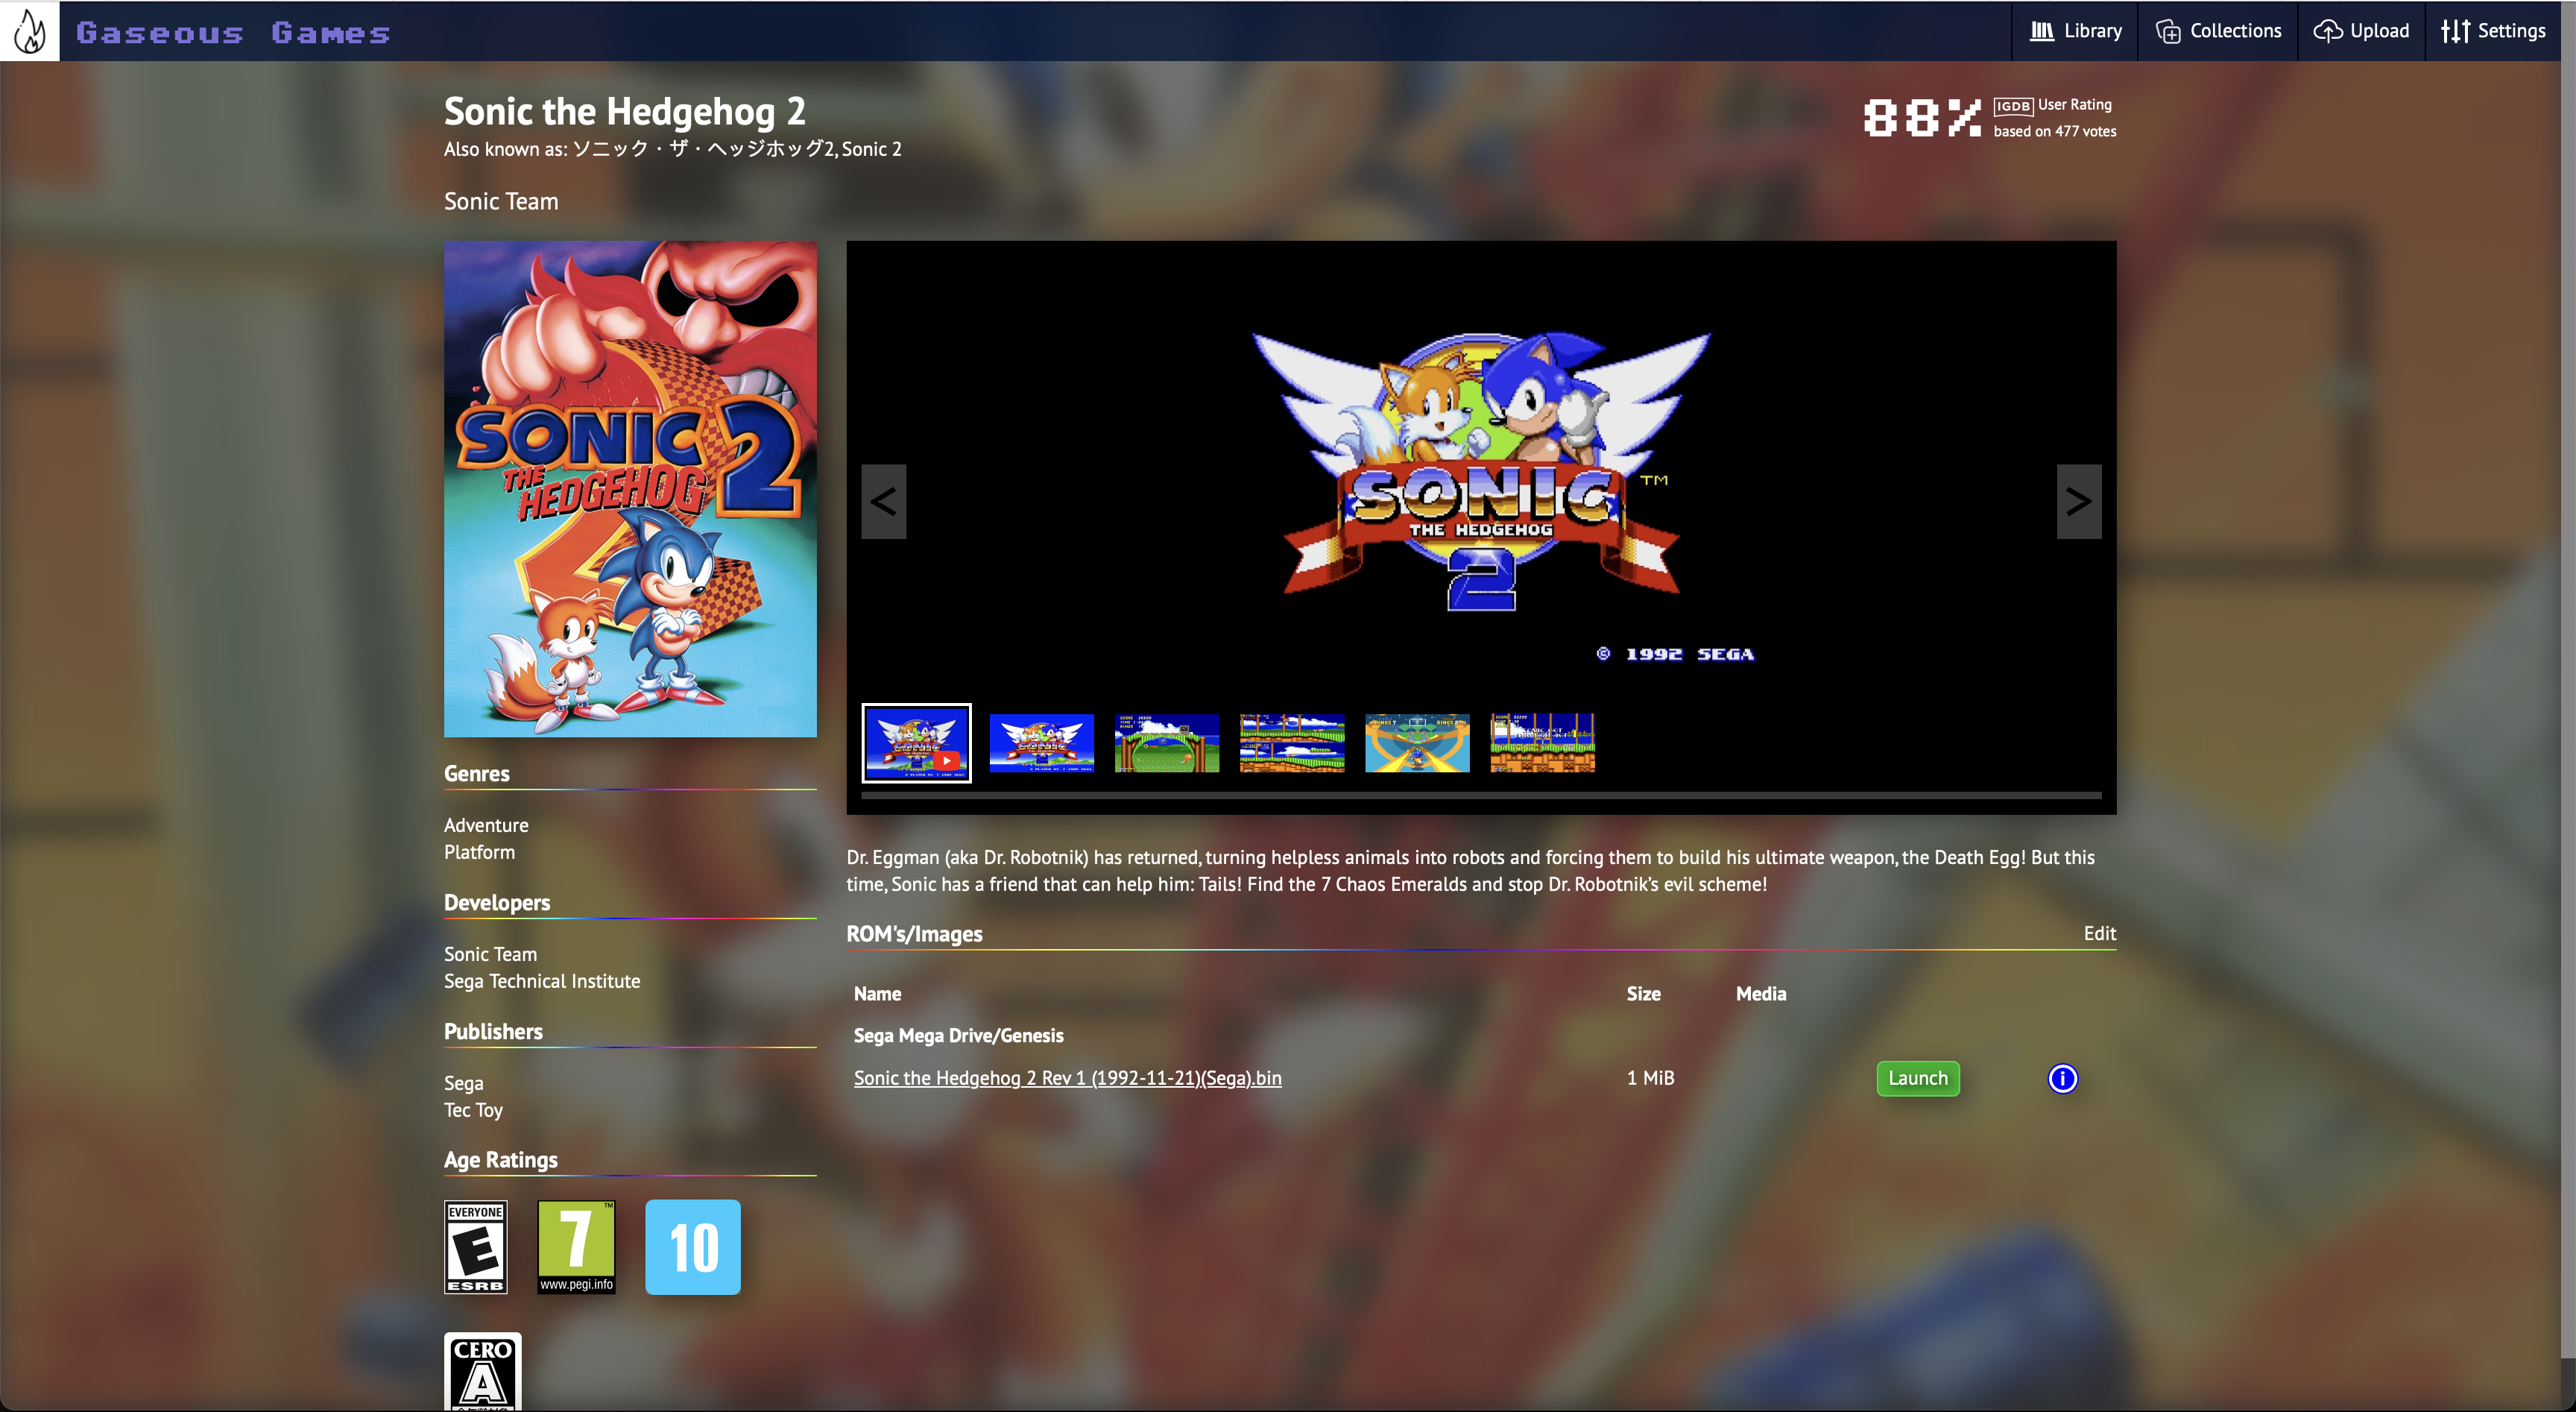 Gaseous Games
Library
Collections
Upload
Settings
Sonic the Hedgehog 2
Also known as: ソニック・ザ・ヘッジホッグ2, Sonic 2
Sonic Team
88%
IGDB User Rating
based on 477 votes
SONIC 2
THE
HEDGEHOG
<
SONIC
TM
THE HEDGEHOG
2
© 1992 SEGA
>
Genres
Adventure
Platform
Developers
Sonic Team
Sega Technical Institute
Publishers
Sega
Tec Toy
Age Ratings
EVERYONE
E
ESRB
7
TM
www.pegi.info
10
CERO
A
Dr. Eggman (aka Dr. Robotnik) has returned, turning helpless animals into robots and forcing them to build his ultimate weapon, the Death Egg! But this
time, Sonic has a friend that can help him: Tails! Find the 7 Chaos Emeralds and stop Dr. Robotnik’s evil scheme!
ROM's/Images
Edit
Name Size Media
Sega Mega Drive/Genesis
Sonic the Hedgehog 2 Rev 1 (1992-11-21)(Sega).bin 1 MiB Launch i